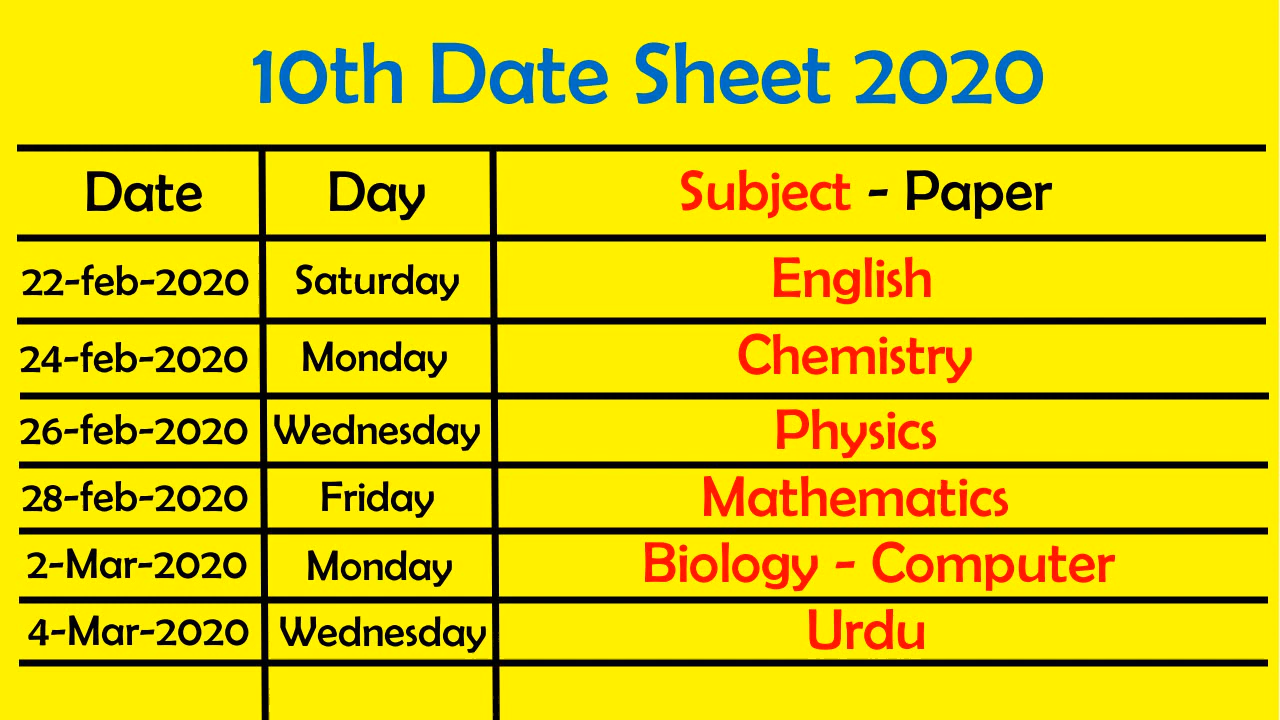 10th Date Sheet 2020
Date Day Subject - Paper
22-feb-2020 Saturday English
24-feb-2020 Monday Chemistry
26-feb-2020 Wednesday Physics
28-feb-2020 Friday Mathematics
2-Mar-2020 Monday Biology - Computer
4-Mar-2020 Wednesday Urdu